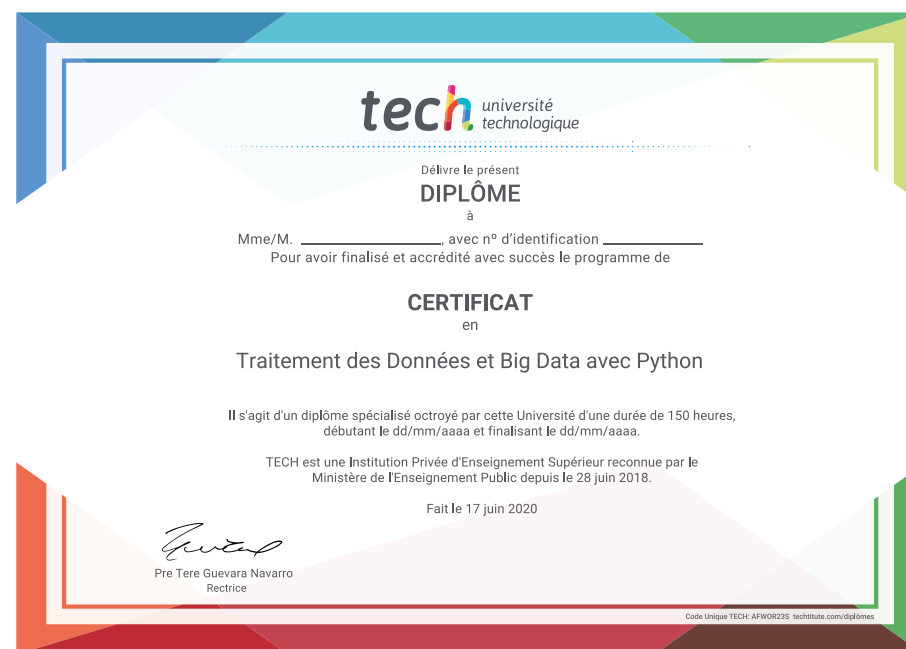 tech université
technologique
Délivre le présent
DIPLÔME
à
Mme/M. ____________________, avec nº d'identification ______________
Pour avoir finalisé et accrédité avec succès le programme de
CERTIFICAT
en
Traitement des Données et Big Data avec Python
Il s'agit d'un diplôme spécialisé octroyé par cette Université d'une durée de 150 heures,
débutant le dd/mm/aaaa et finalisant le dd/mm/aaaa.
TECH est une Institution Privée d'Enseignement Supérieur reconnue par le
Ministère de l'Enseignement Public depuis le 28 juin 2018.
Fait le 17 juin 2020
Pre Tere Guevara Navarro
Rectrice
Code Unique TECH: AFWOR23S techtitute.com/diplômes